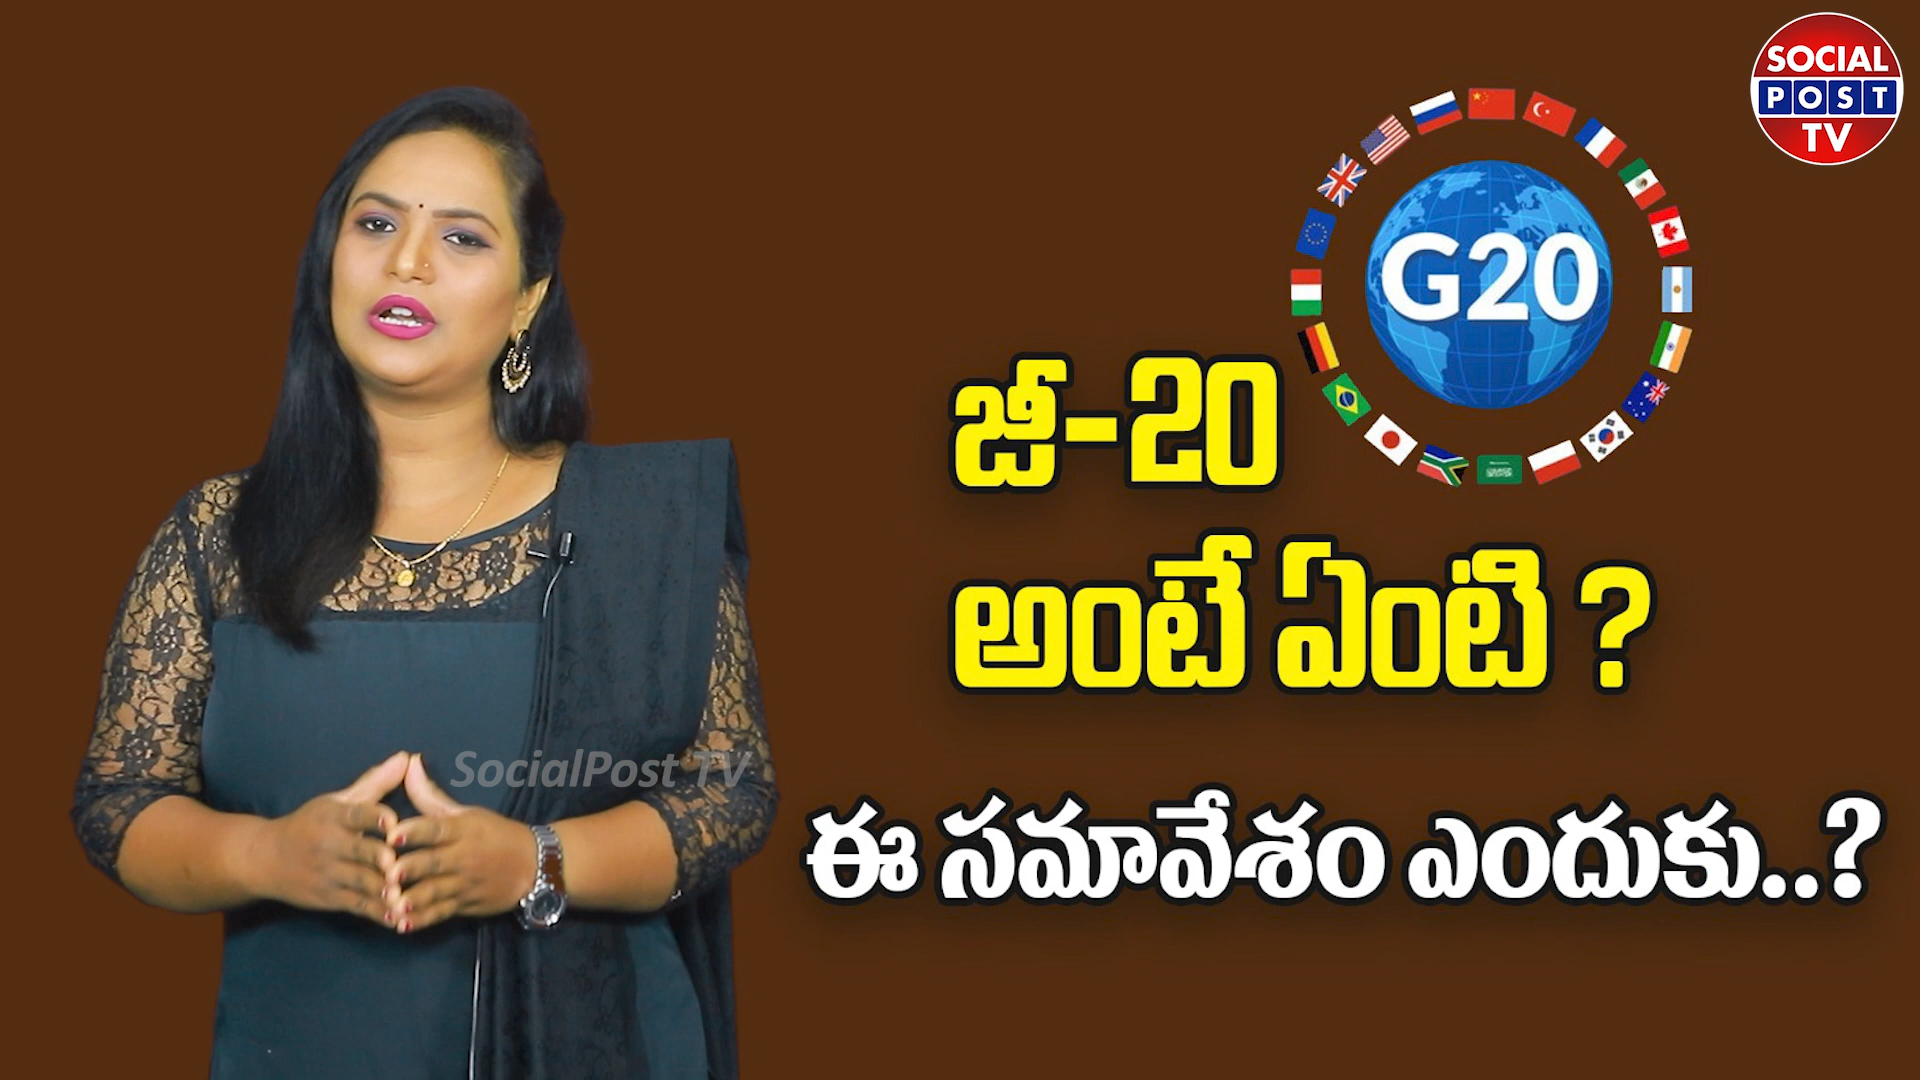 SOCIAL
POST
TV
G20
జీ-20
అంటే ఏంటి ?
SocialPost TV
ఈ సమావేశం ఎందుకు..?